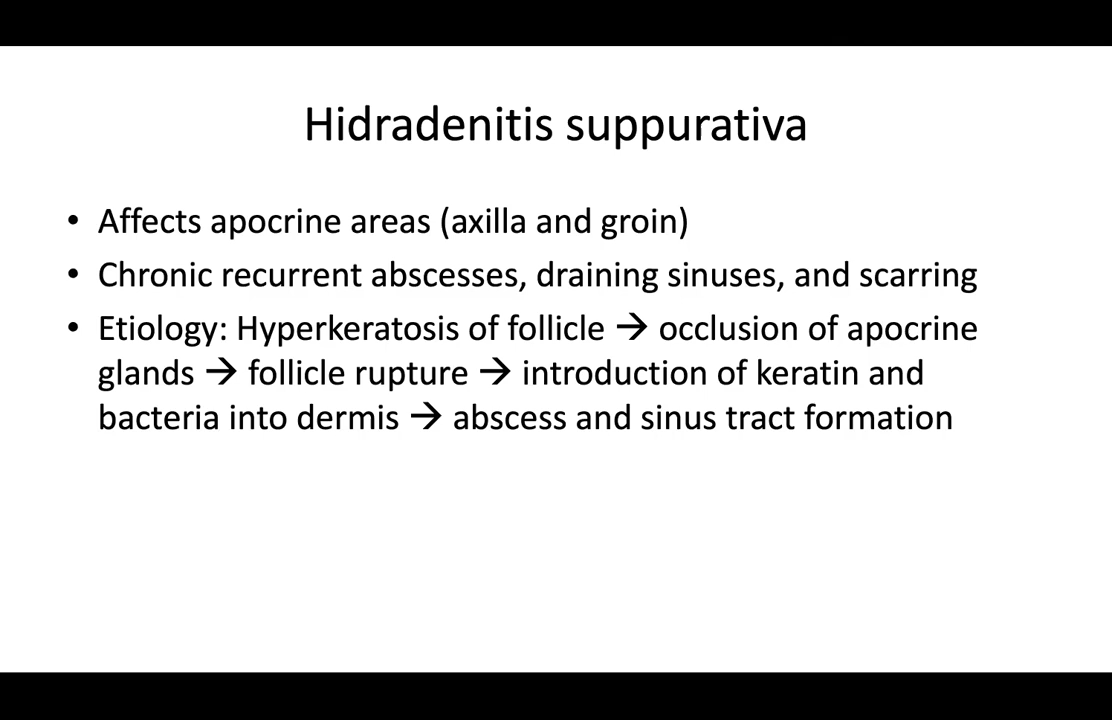 Hidradenitis suppurativa
• Affects apocrine areas (axilla and groin)
• Chronic recurrent abscesses, draining sinuses, and scarring
• Etiology: Hyperkeratosis of follicle → occlusion of apocrine
glands → follicle rupture → introduction of keratin and
bacteria into dermis → abscess and sinus tract formation